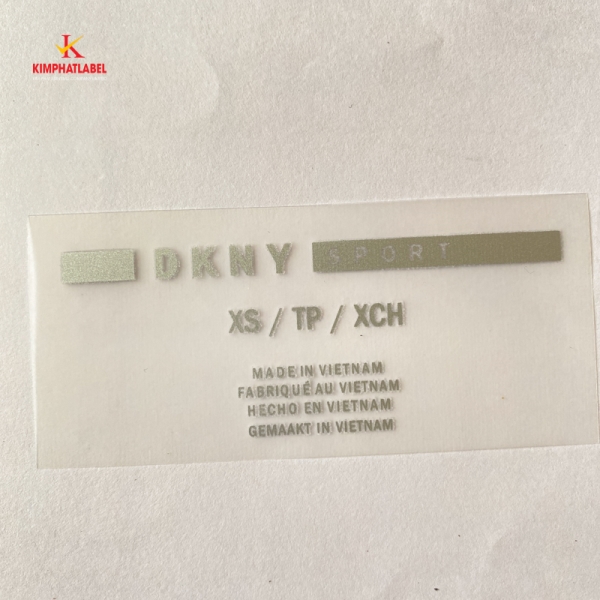 KIMPHATLABEL
DKNY SPORT
XS / TP / XCH
MADE IN VIETNAM
FABRIQUÉ AU VIETNAM
HECHO EN VIETNAM
GEMAAKT IN VIETNAM